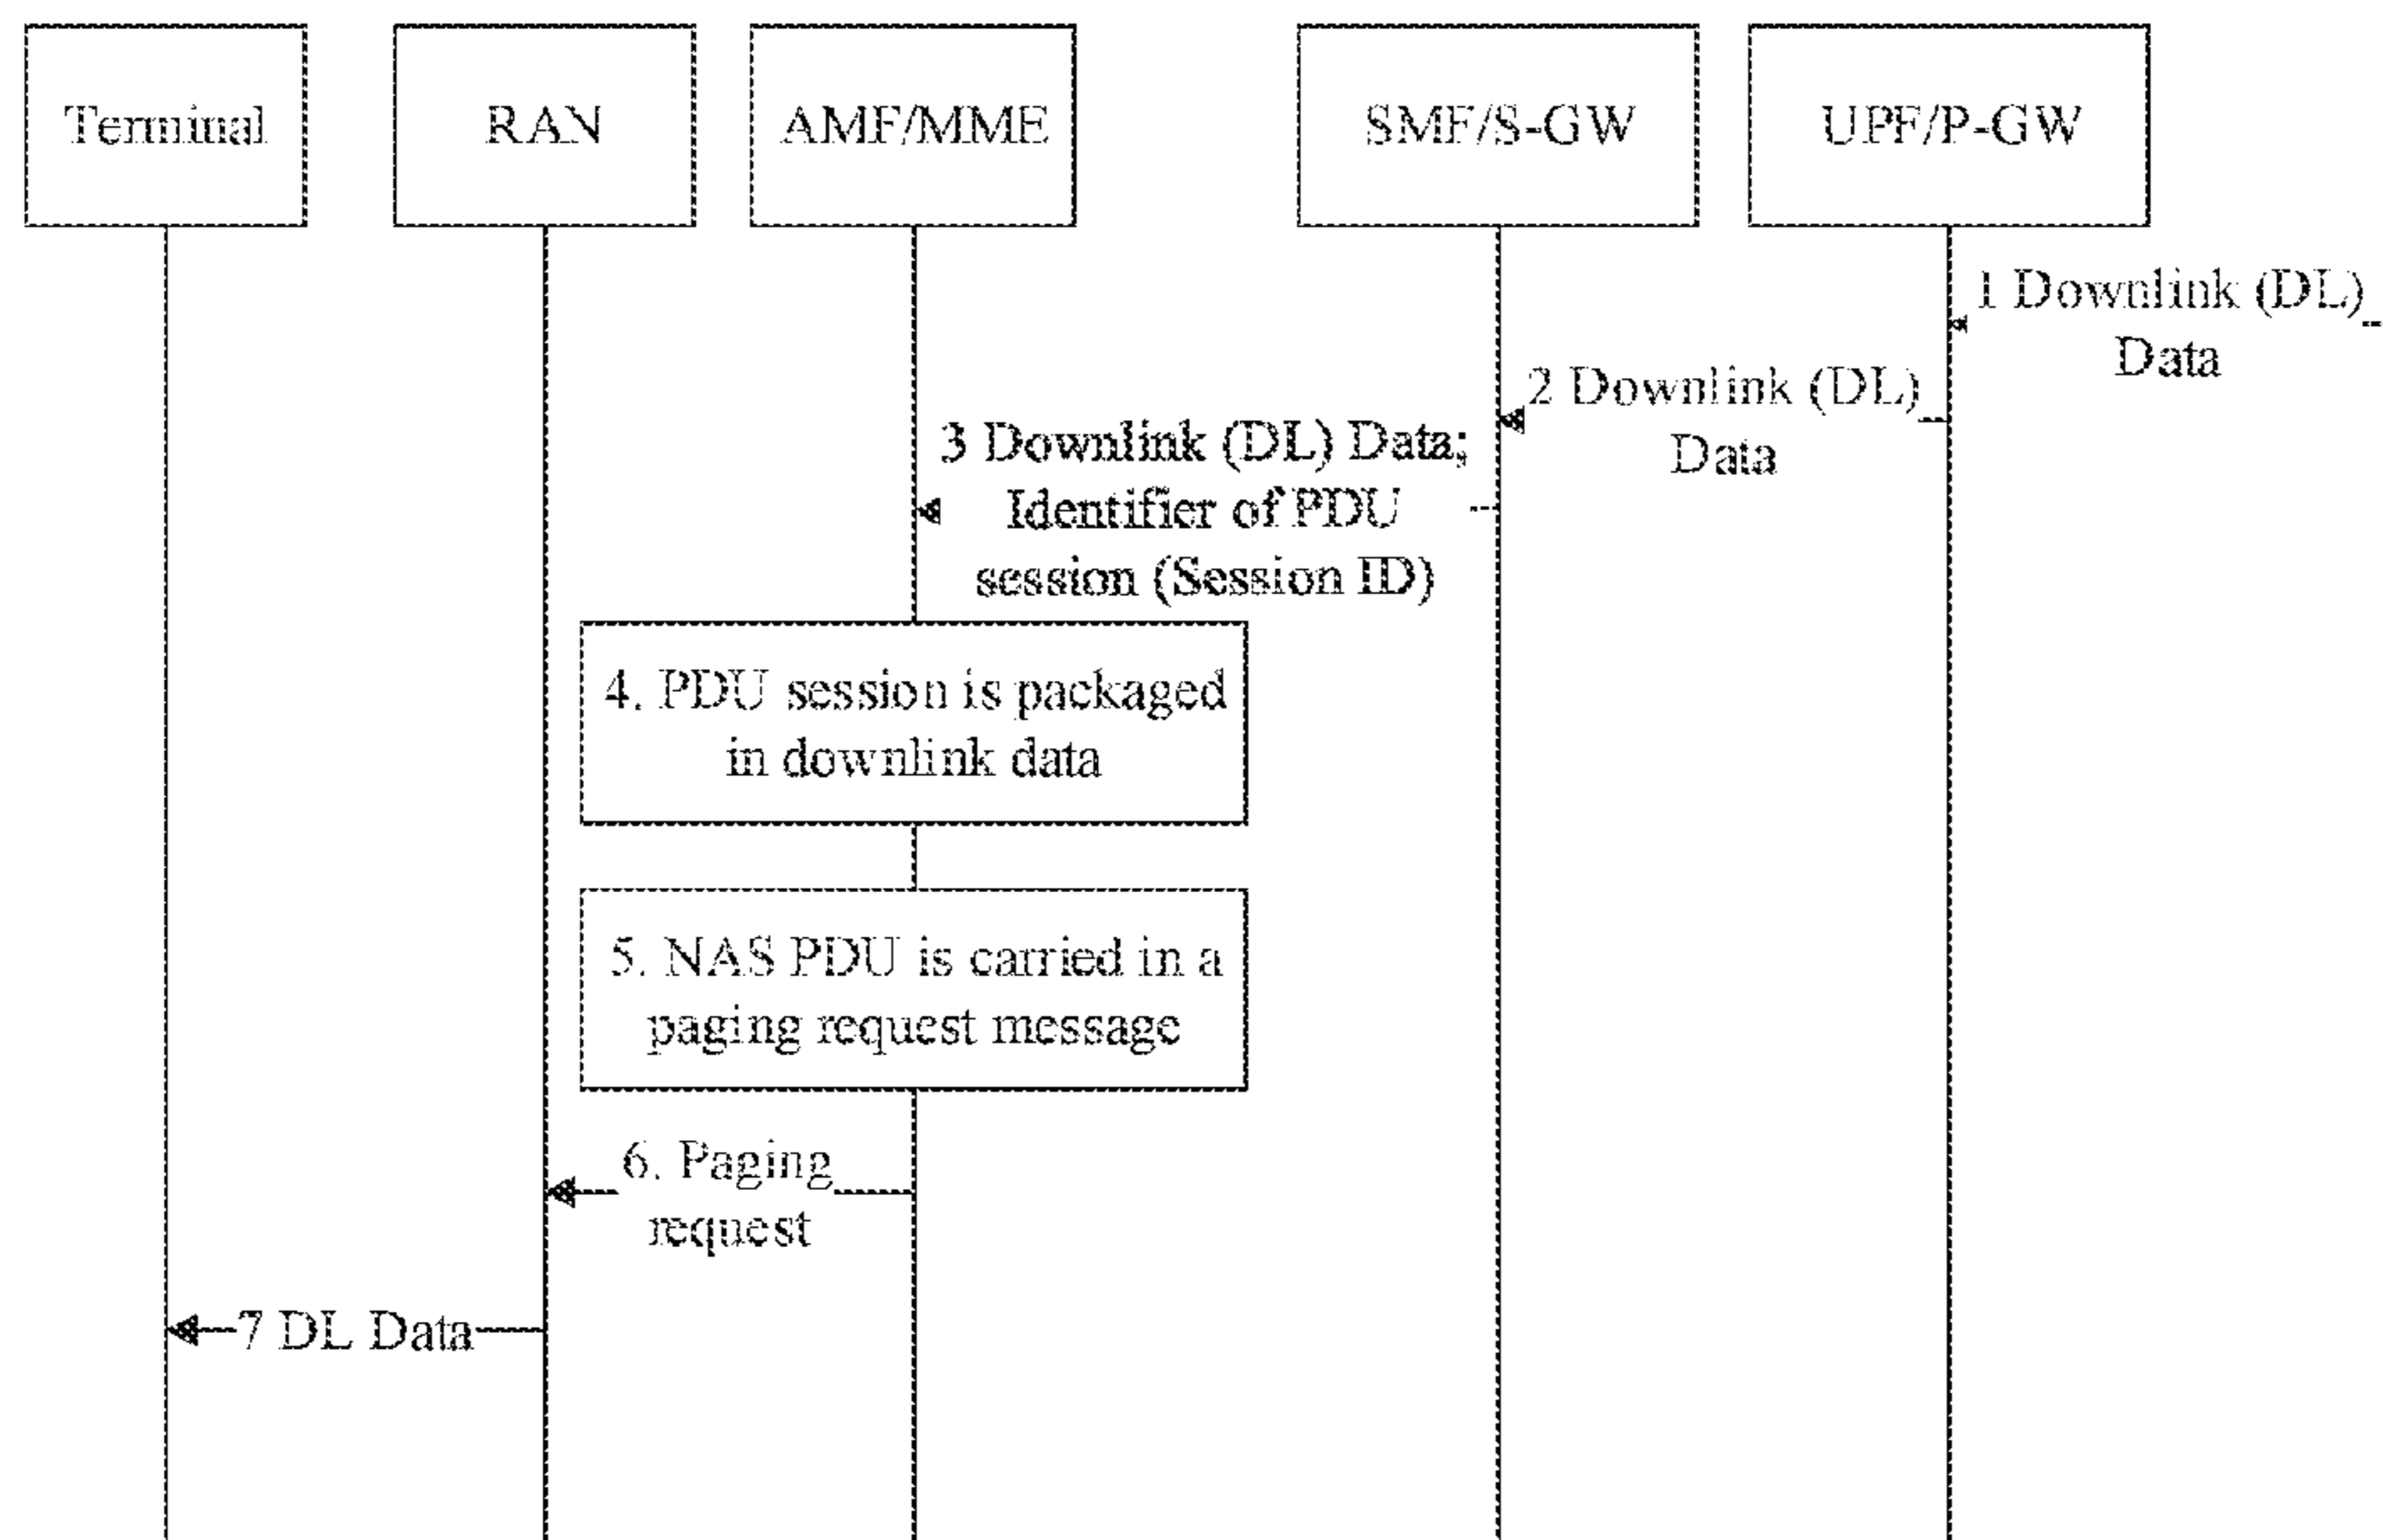 Terminal
RAN
AMF/MME
SMF/S-GW
UPF/P-GW
1 Downlink (DL)
Data
2 Downlink (DL)
Data
3 Downlink (DL) Data;
Identifier of PDU
session (Session ID)
4. PDU session is packaged
in downlink data
5. NAS PDU is carried in a
paging request message
6. Paging
request
7 DL Data